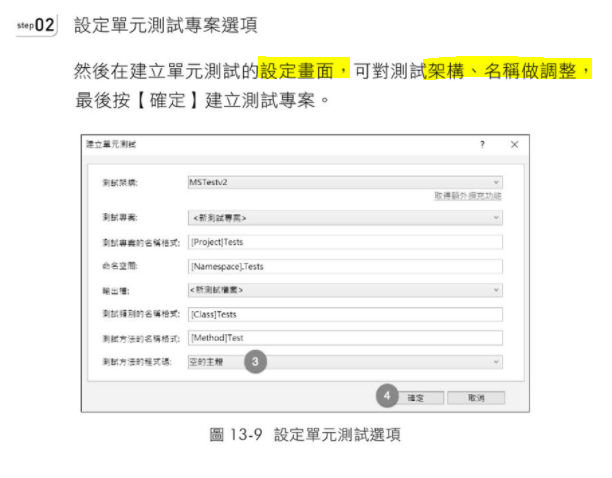 step02 設定單元測試專案選項
然後在建立單元測試的設定畫面，可對測試架構、名稱做調整，
最後按【確定】建立測試專案。
建立單元測試 ? ×
測試架構: MSTestv2
取得額外擴充功能
測試專案: <新測試專案>
測試專案的名稱格式: [Project]Tests
命名空間: [Namespace].Tests
輸出檔: <新測試檔案>
測試類別的名稱格式: [Class]Tests
測試方法的名稱格式: [Method]Test
測試方法的程式碼: 空的主體 3
4 確定 取消
圖 13-9 設定單元測試選項